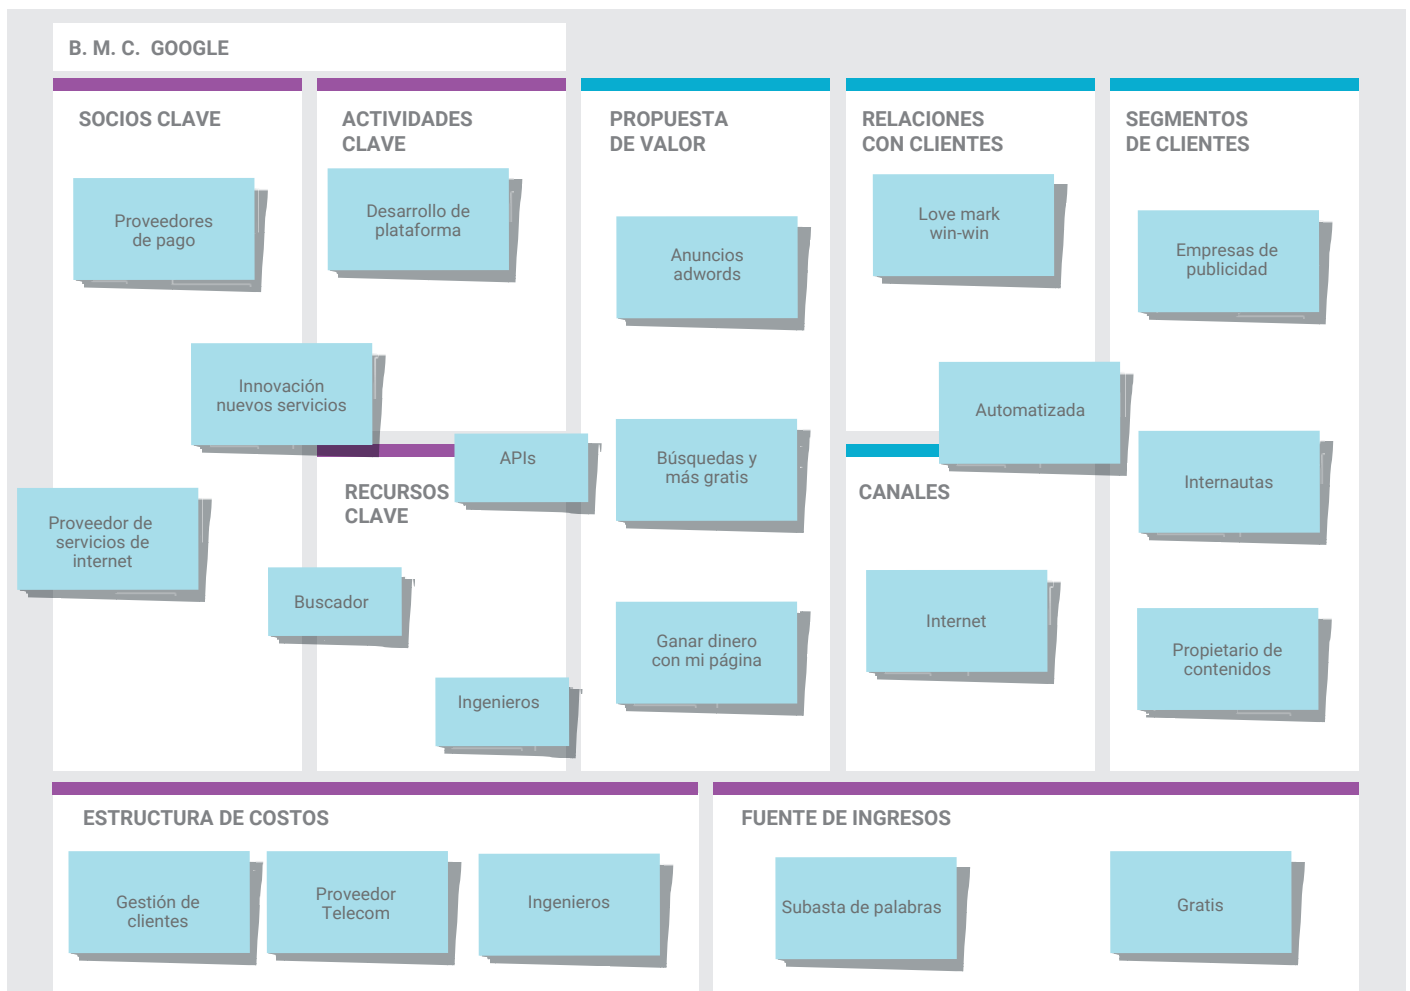 B. M. C. GOOGLE
SOCIOS CLAVE
Proveedores
de pago
Innovación
nuevos servicios
Proveedor de
servicios de
internet
ACTIVIDADES
CLAVE
Desarrollo de
plataforma
APIs
RECURSOS
CLAVE
Buscador
Ingenieros
PROPUESTA
DE VALOR
Anuncios
adwords
Búsquedas y
más gratis
Ganar dinero
con mi página
RELACIONES
CON CLIENTES
Love mark
win-win
Automatizada
CANALES
Internet
SEGMENTOS
DE CLIENTES
Empresas de
publicidad
Internautas
Propietario de
contenidos
ESTRUCTURA DE COSTOS
Gestión de
clientes
Proveedor
Telecom
Ingenieros
FUENTE DE INGRESOS
Subasta de palabras
Gratis